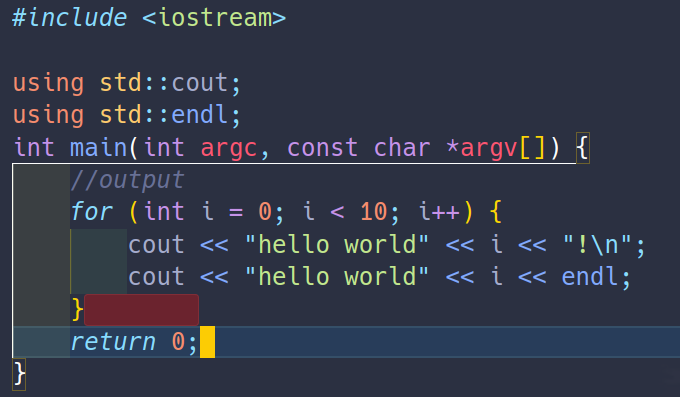 #include <iostream>

using std::cout;
using std::endl;
int main(int argc, const char *argv[]) {
    //output
    for (int i = 0; i < 10; i++) {
        cout << "hello world" << i << "!\n";
        cout << "hello world" << i << endl;
    }
    return 0;
}